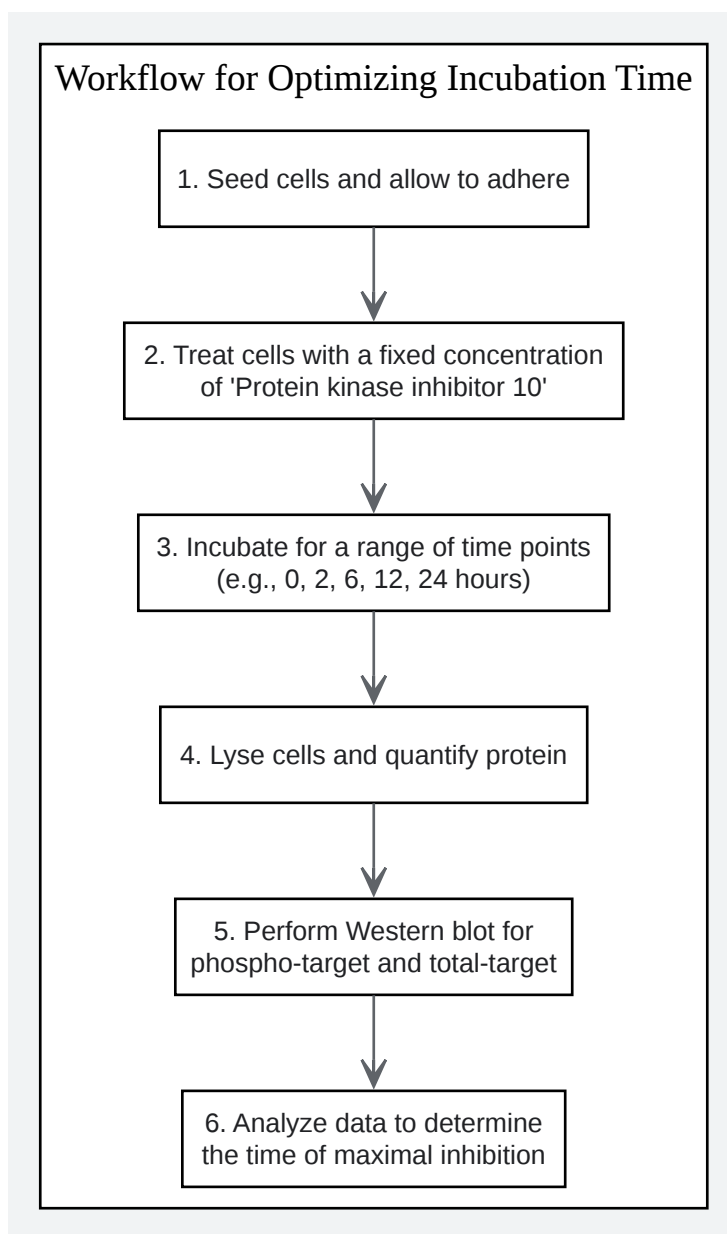 Workflow for Optimizing Incubation Time
1. Seed cells and allow to adhere
2. Treat cells with a fixed concentration
of 'Protein kinase inhibitor 10'
3. Incubate for a range of time points
(e.g., 0, 2, 6, 12, 24 hours)
4. Lyse cells and quantify protein
5. Perform Western blot for
phospho-target and total-target
6. Analyze data to determine
the time of maximal inhibition